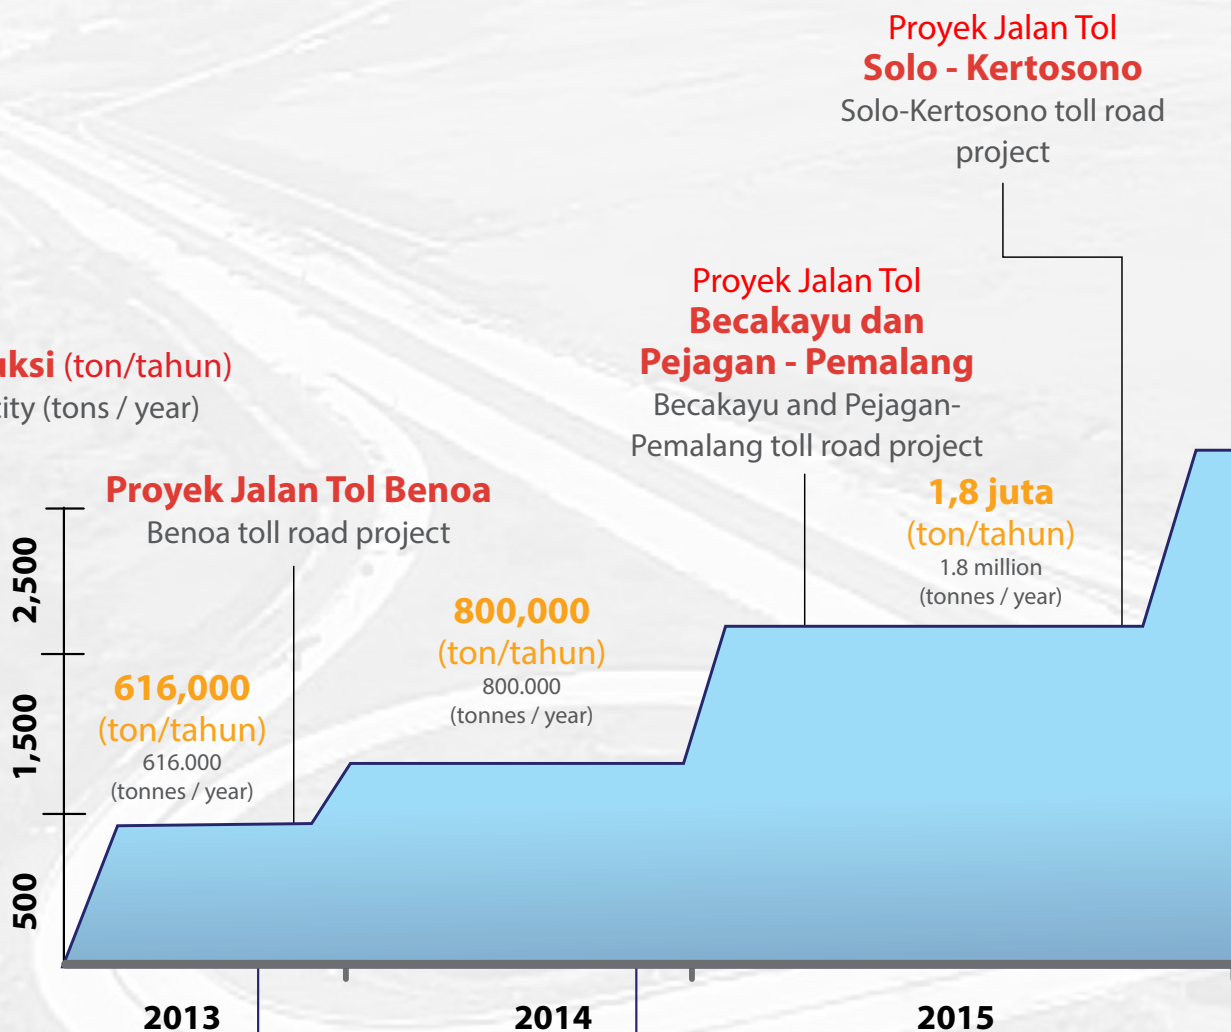 Proyek Jalan Tol
Solo - Kertosono
Solo-Kertosono toll road
project
Proyek Jalan Tol
Becakayu dan
Pejagan - Pemalang
Becakayu and Pejagan-
Pemalang toll road project
(ton/tahun)
(tons / year)
Proyek Jalan Tol Benoa
Benoa toll road project
1,8 juta
(ton/tahun)
1.8 million
(tonnes / year)
800,000
(ton/tahun)
800.000
(tonnes / year)
616,000
(ton/tahun)
616.000
(tonnes / year)
2,500
1,500
500
2013
2014
2015